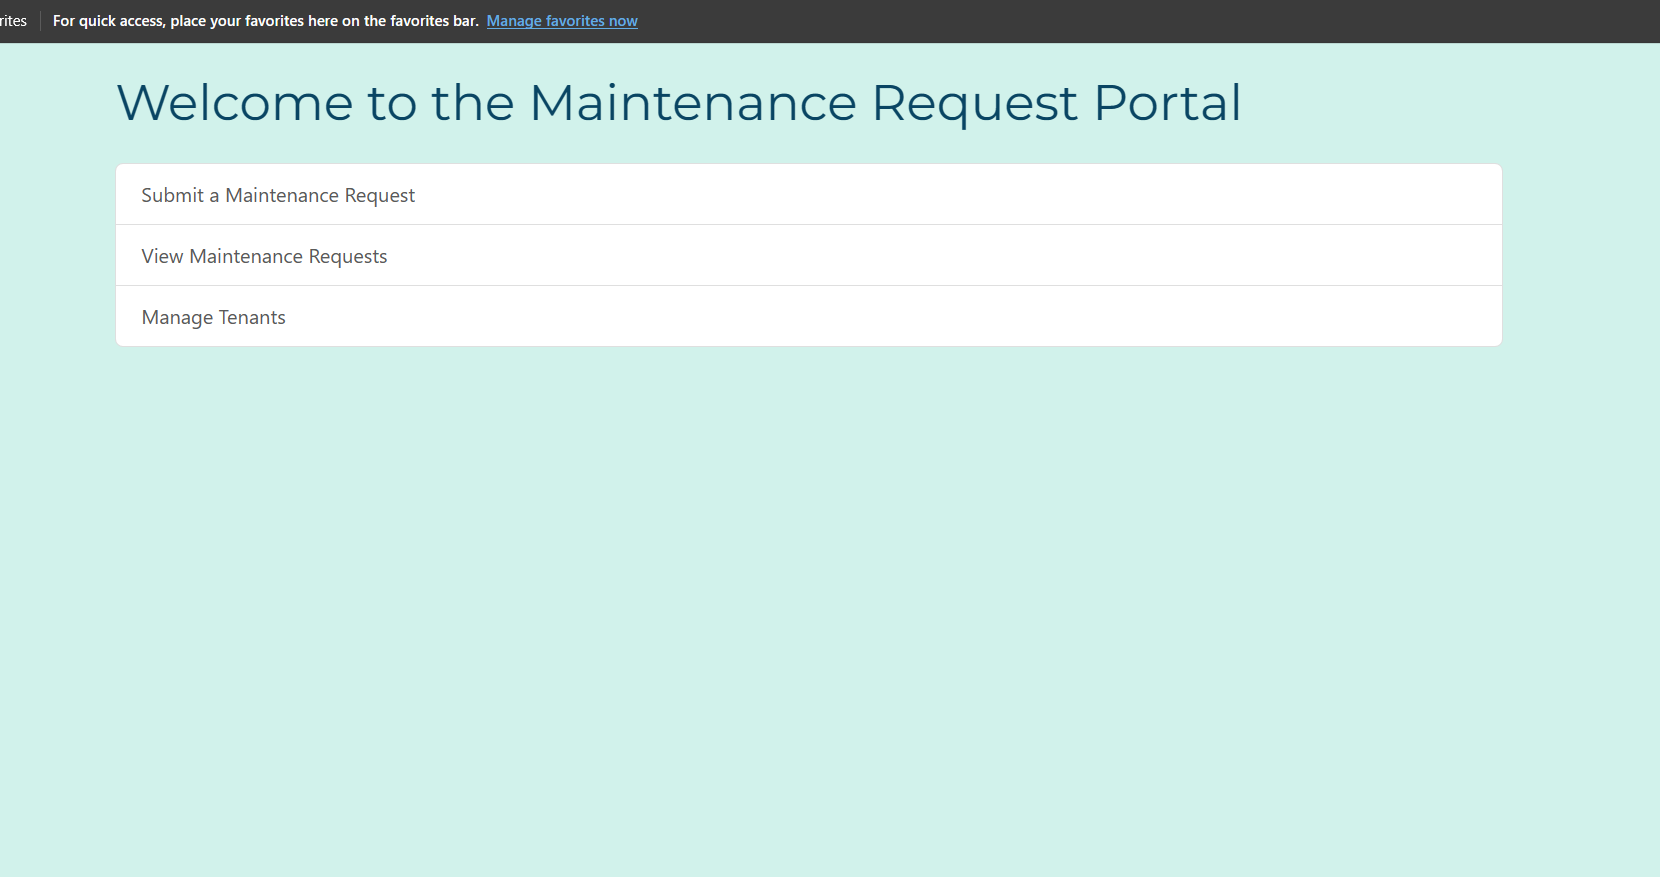 rites For quick access, place your favorites here on the favorites bar. Manage favorites now
Welcome to the Maintenance Request Portal
Submit a Maintenance Request
View Maintenance Requests
Manage Tenants